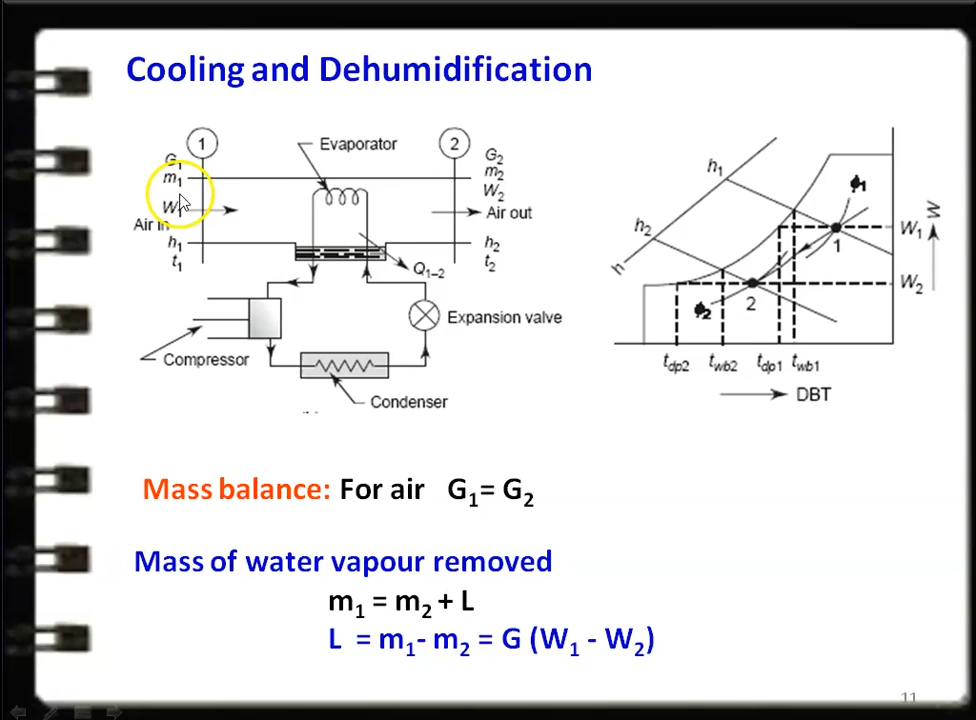 Cooling and Dehumidification
1
Evaporator
2
G1
m1
W1
Air in
h1
t1
G2
m2
W2
Air out
h2
t2
Q1–2
Expansion valve
Compressor
Condenser
h1
h2
h
ϕ1
1
ϕ2
2
W1
W
W2
tdp2 twb2 tdp1 twb1
DBT
Mass balance: For air G1= G2
Mass of water vapour removed
m1 = m2 + L
L = m1- m2 = G (W1 - W2)
11